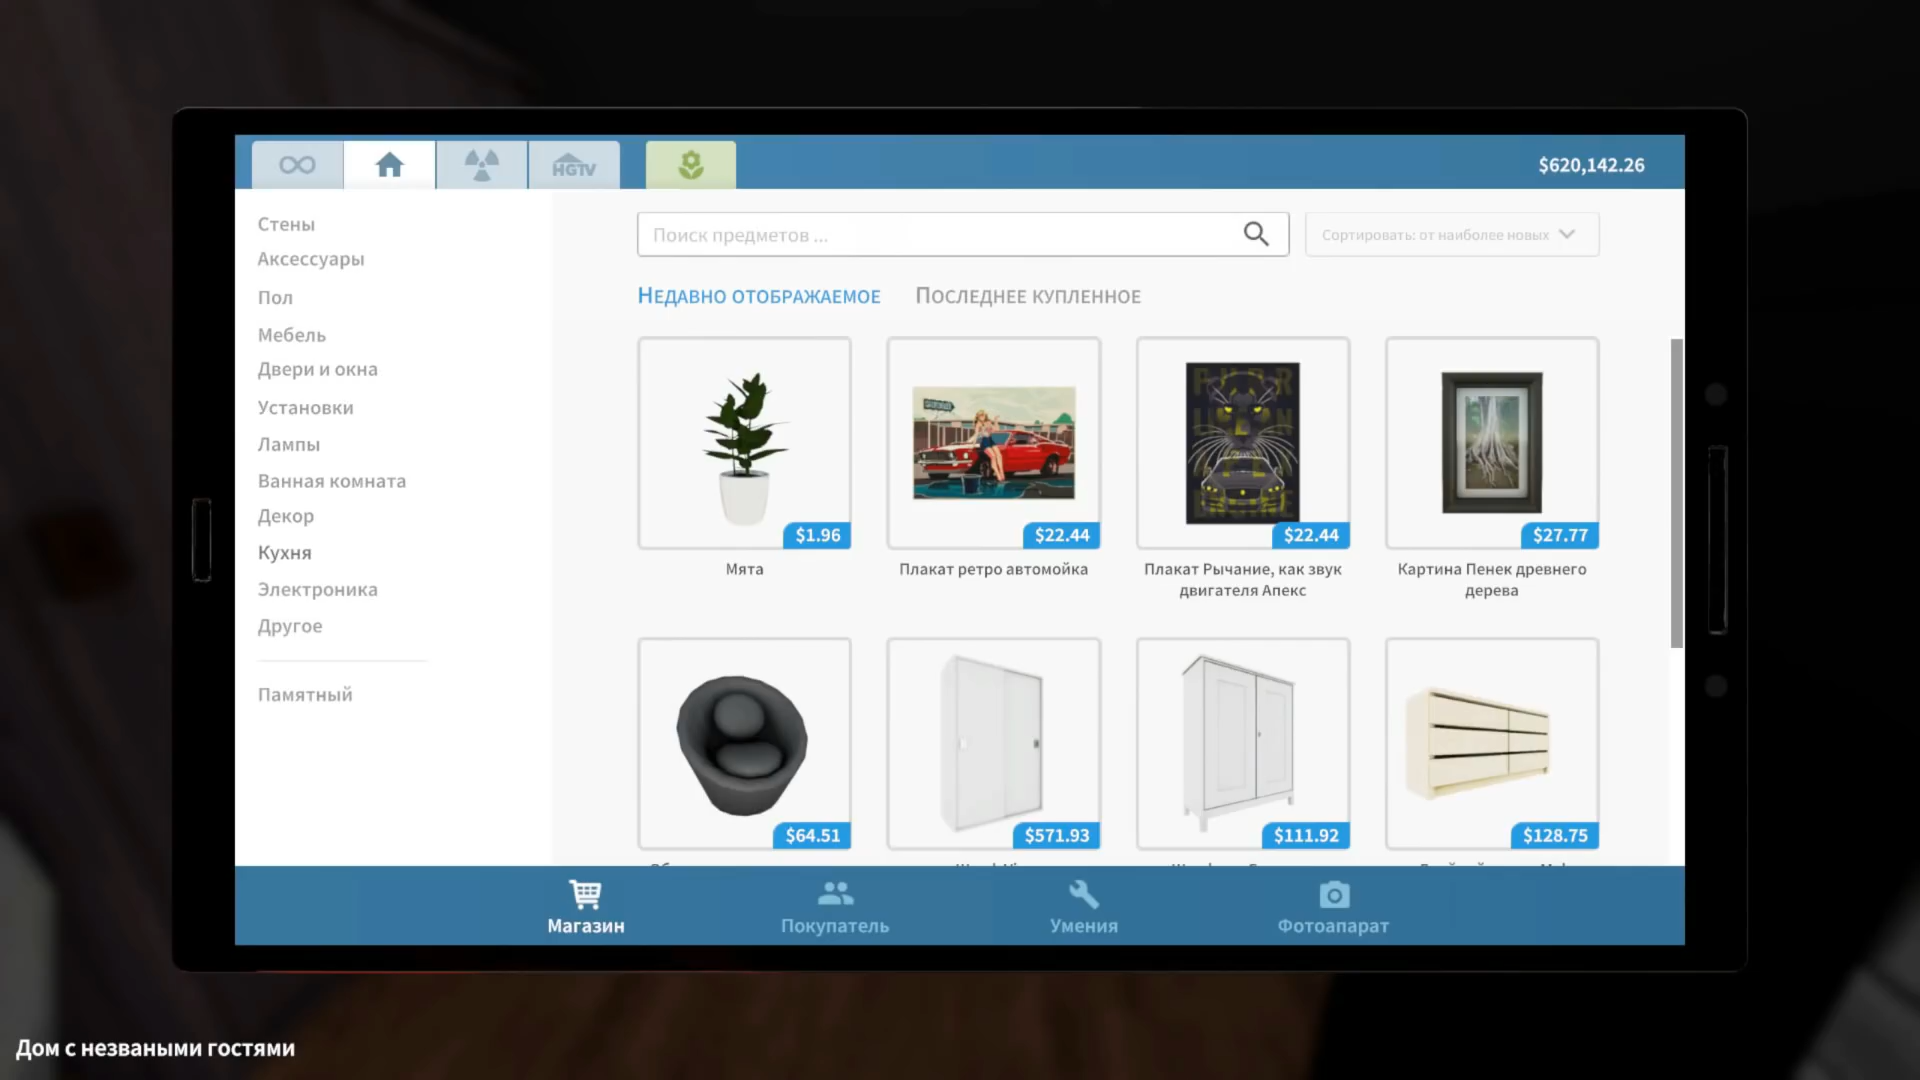 HGTV
$620,142.26
Стены
Аксессуары
Пол
Мебель
Двери и окна
Установки
Лампы
Ванная комната
Декор
Кухня
Электроника
Другое
Памятный
Поиск предметов ...
Сортировать: от наиболее новых
Недавно отображаемое
Последнее купленное
$1.96
Мята
$22.44
Плакат ретро автомойка
$22.44
Плакат Рычание, как звук
двигателя Апекс
$27.77
Картина Пенек древнего
дерева
$64.51
$571.93
$111.92
$128.75
Магазин
Покупатель
Умения
Фотоапарат
Дом с незваными гостями